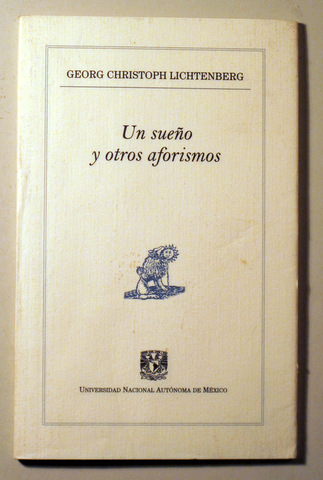 GEORG CHRISTOPH LICHTENBERG
Un sueño
y otros aforismos
UNIVERSIDAD NACIONAL AUTÓNOMA DE MÉXICO